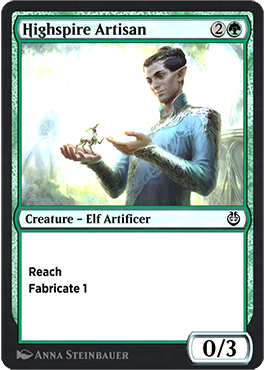 Highspire Artisan 2
Creature ~ Elf Artificer
Reach
Fabricate 1
Anna Steinbauer
0/3